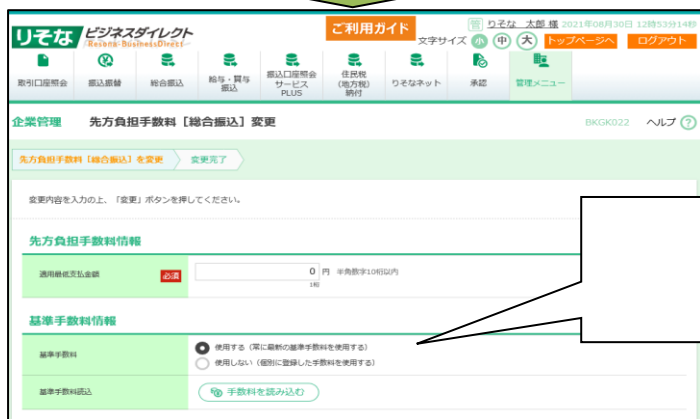 りそな ビジネスダイレクト
Resona Business Direct
ご利用ガイド
管 りそな 太郎 様 2021年08月30日 12時53分14秒
文字サイズ 小 中 大 トップページへ ログアウト
取引口座照会 振込振替 総合振込 給与・賞与振込 振込口座照会サービスPLUS 住民税(地方税)納付 りそなネット 承認 管理メニュー
企業管理 先方負担手数料［総合振込］変更 BKGK022 ヘルプ ?
先方負担手数料［総合振込］を変更 変更完了
変更内容を入力の上、「変更」ボタンを押してください。
先方負担手数料情報
適用最低支払金額 必須 0 円 半角数字10桁以内
1桁
基準手数料情報
基準手数料 使用する（常に最新の基準手数料を使用する）
使用しない（個別に登録した手数料を使用する）
基準手数料読込 手数料を読み込む